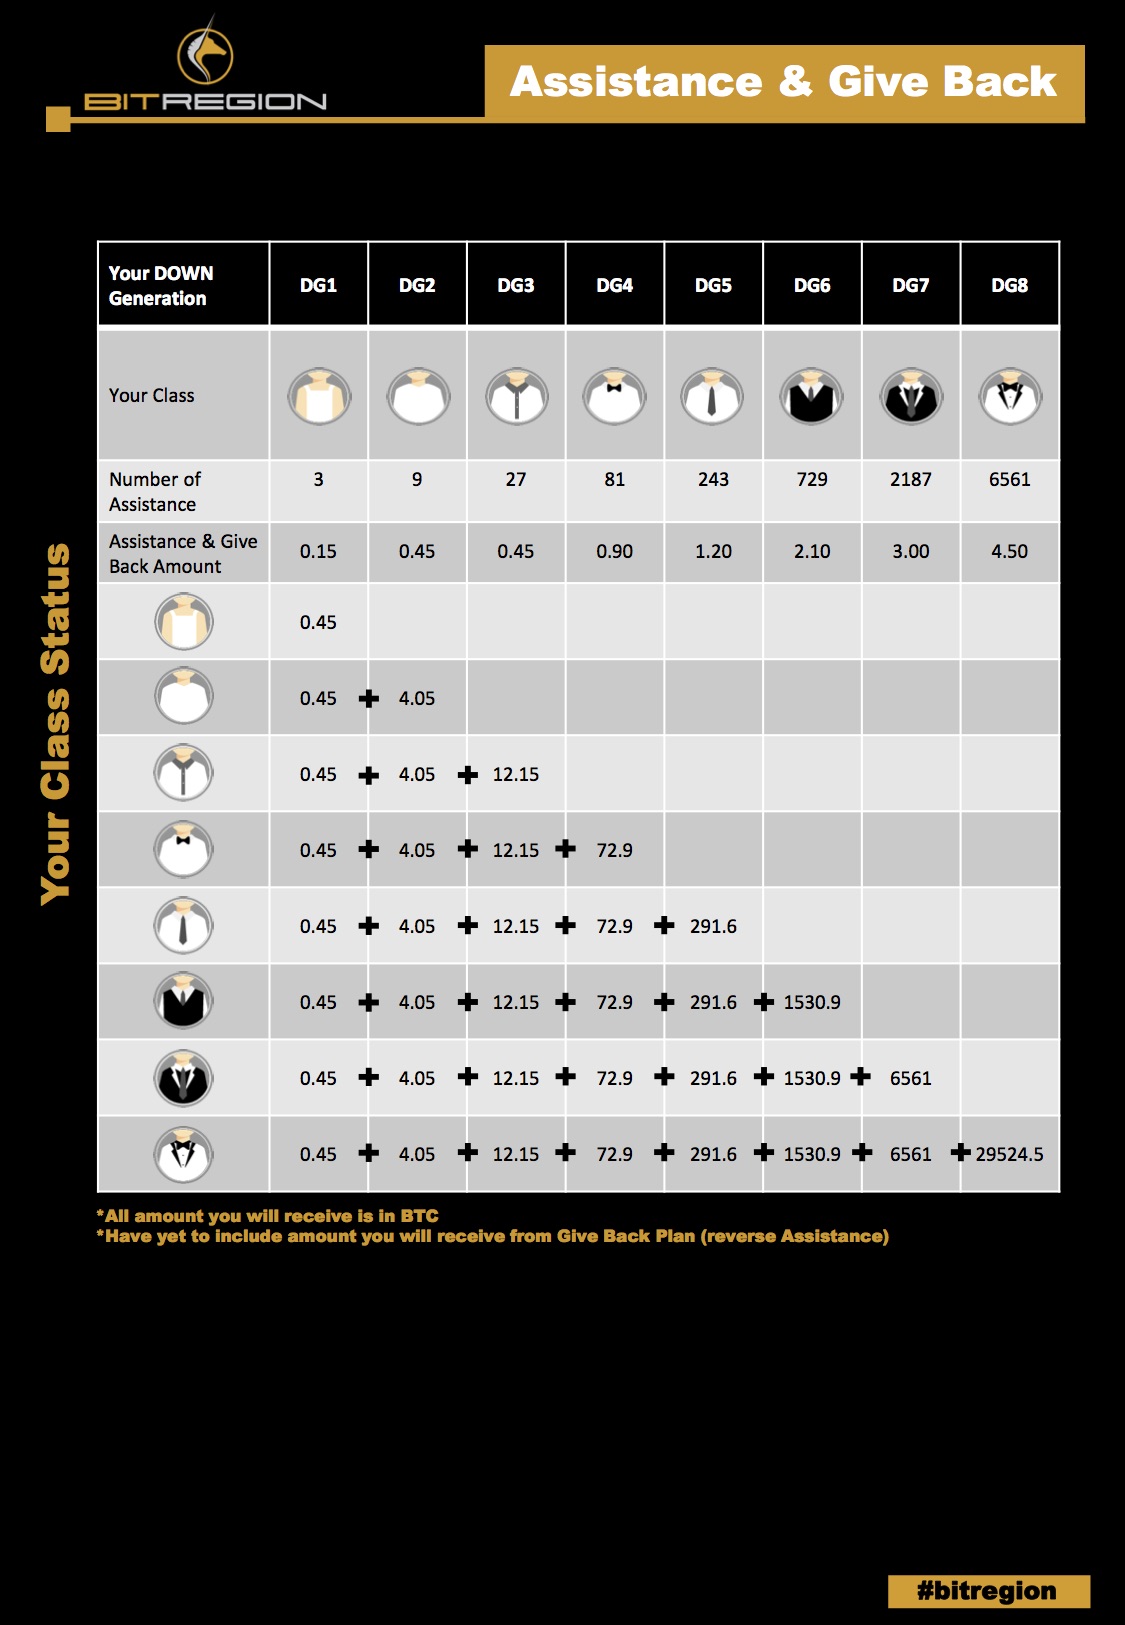 BITREGION
Assistance & Give Back
Your Class Status
Your DOWN Generation DG1 DG2 DG3 DG4 DG5 DG6 DG7 DG8
Your Class
Number of Assistance 3 9 27 81 243 729 2187 6561
Assistance & Give Back Amount 0.15 0.45 0.45 0.90 1.20 2.10 3.00 4.50
0.45
0.45 + 4.05
0.45 + 4.05 + 12.15
0.45 + 4.05 + 12.15 + 72.9
0.45 + 4.05 + 12.15 + 72.9 + 291.6
0.45 + 4.05 + 12.15 + 72.9 + 291.6 + 1530.9
0.45 + 4.05 + 12.15 + 72.9 + 291.6 + 1530.9 + 6561
0.45 + 4.05 + 12.15 + 72.9 + 291.6 + 1530.9 + 6561 + 29524.5
*All amount you will receive is in BTC
*Have yet to include amount you will receive from Give Back Plan (reverse Assistance)
#bitregion